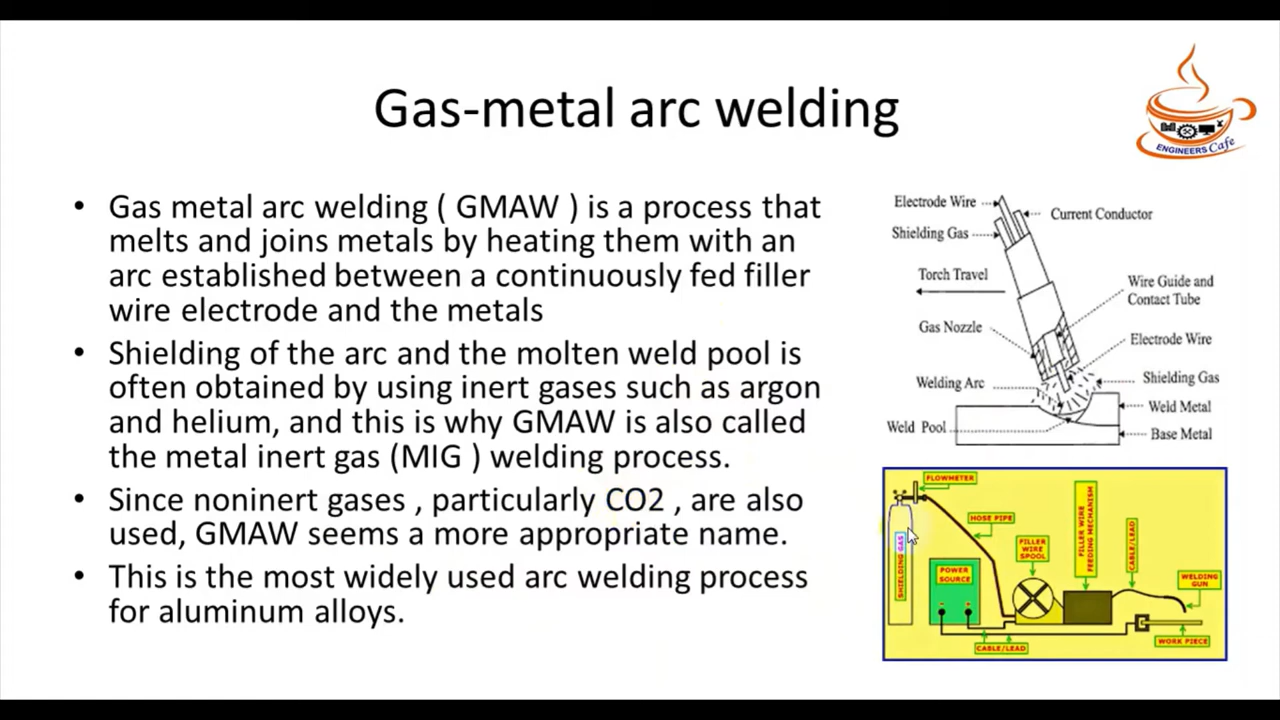 Gas-metal arc welding
ENGINEERS Cafe
• Gas metal arc welding ( GMAW ) is a process that
melts and joins metals by heating them with an
arc established between a continuously fed filler
wire electrode and the metals
• Shielding of the arc and the molten weld pool is
often obtained by using inert gases such as argon
and helium, and this is why GMAW is also called
the metal inert gas (MIG ) welding process.
• Since noninert gases , particularly CO2 , are also
used, GMAW seems a more appropriate name.
• This is the most widely used arc welding process
for aluminum alloys.
Electrode Wire
Current Conductor
Shielding Gas
Torch Travel
Wire Guide and
Contact Tube
Gas Nozzle
Electrode Wire
Welding Arc
Shielding Gas
Weld Metal
Weld Pool
Base Metal
FLOWMETER
HOSE PIPE
FILLER WIRE
FEEDING MECHANISM
CABLE/LEAD
FILLER
WIRE
SPOOL
SHIELDING GAS
POWER
SOURCE
WELDING
GUN
WORK PIECE
CABLE/LEAD